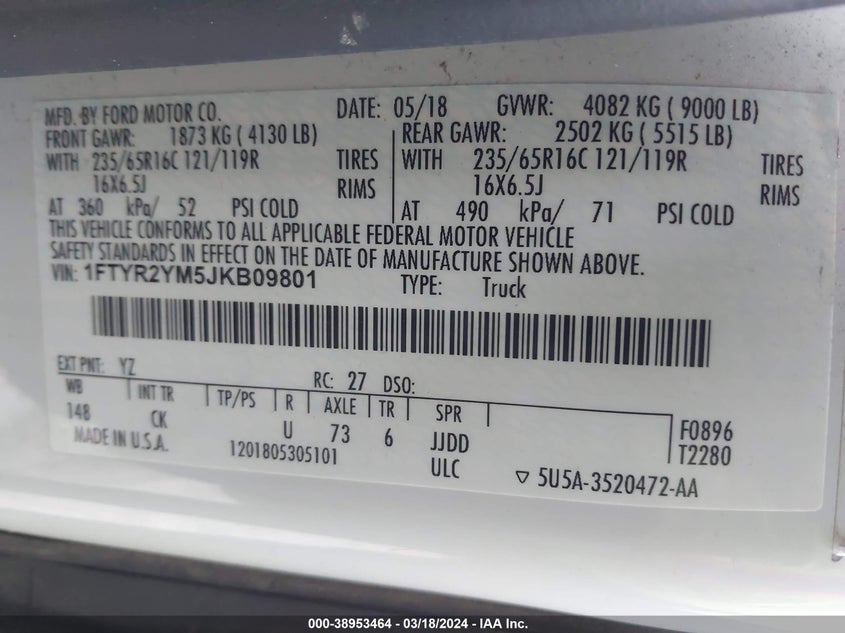 MFD. BY FORD MOTOR CO. DATE: 05/18 GVWR: 4082 KG ( 9000 LB)
FRONT GAWR: 1873 KG ( 4130 LB) REAR GAWR: 2502 KG ( 5515 LB)
WITH 235/65R16C 121/119R TIRES WITH 235/65R16C 121/119R TIRES
16X6.5J RIMS 16X6.5J RIMS
AT 360 kPa/ 52 PSI COLD AT 490 kPa/ 71 PSI COLD
THIS VEHICLE CONFORMS TO ALL APPLICABLE FEDERAL MOTOR VEHICLE
SAFETY STANDARDS IN EFFECT ON THE DATE OF MANUFACTURE SHOWN ABOVE.
VIN: 1FTYR2YM5JKB09801 TYPE: Truck
EXT PNT: YZ RC: 27 DSO:
WB INT TR TP/PS R AXLE TR SPR
148 CK U 73 6 JJDD F0896
MADE IN U.S.A. 1201805305101 ULC T2280
▽ 5U5A-3520472-AA
000-38953464 - 03/18/2024 - IAA Inc.